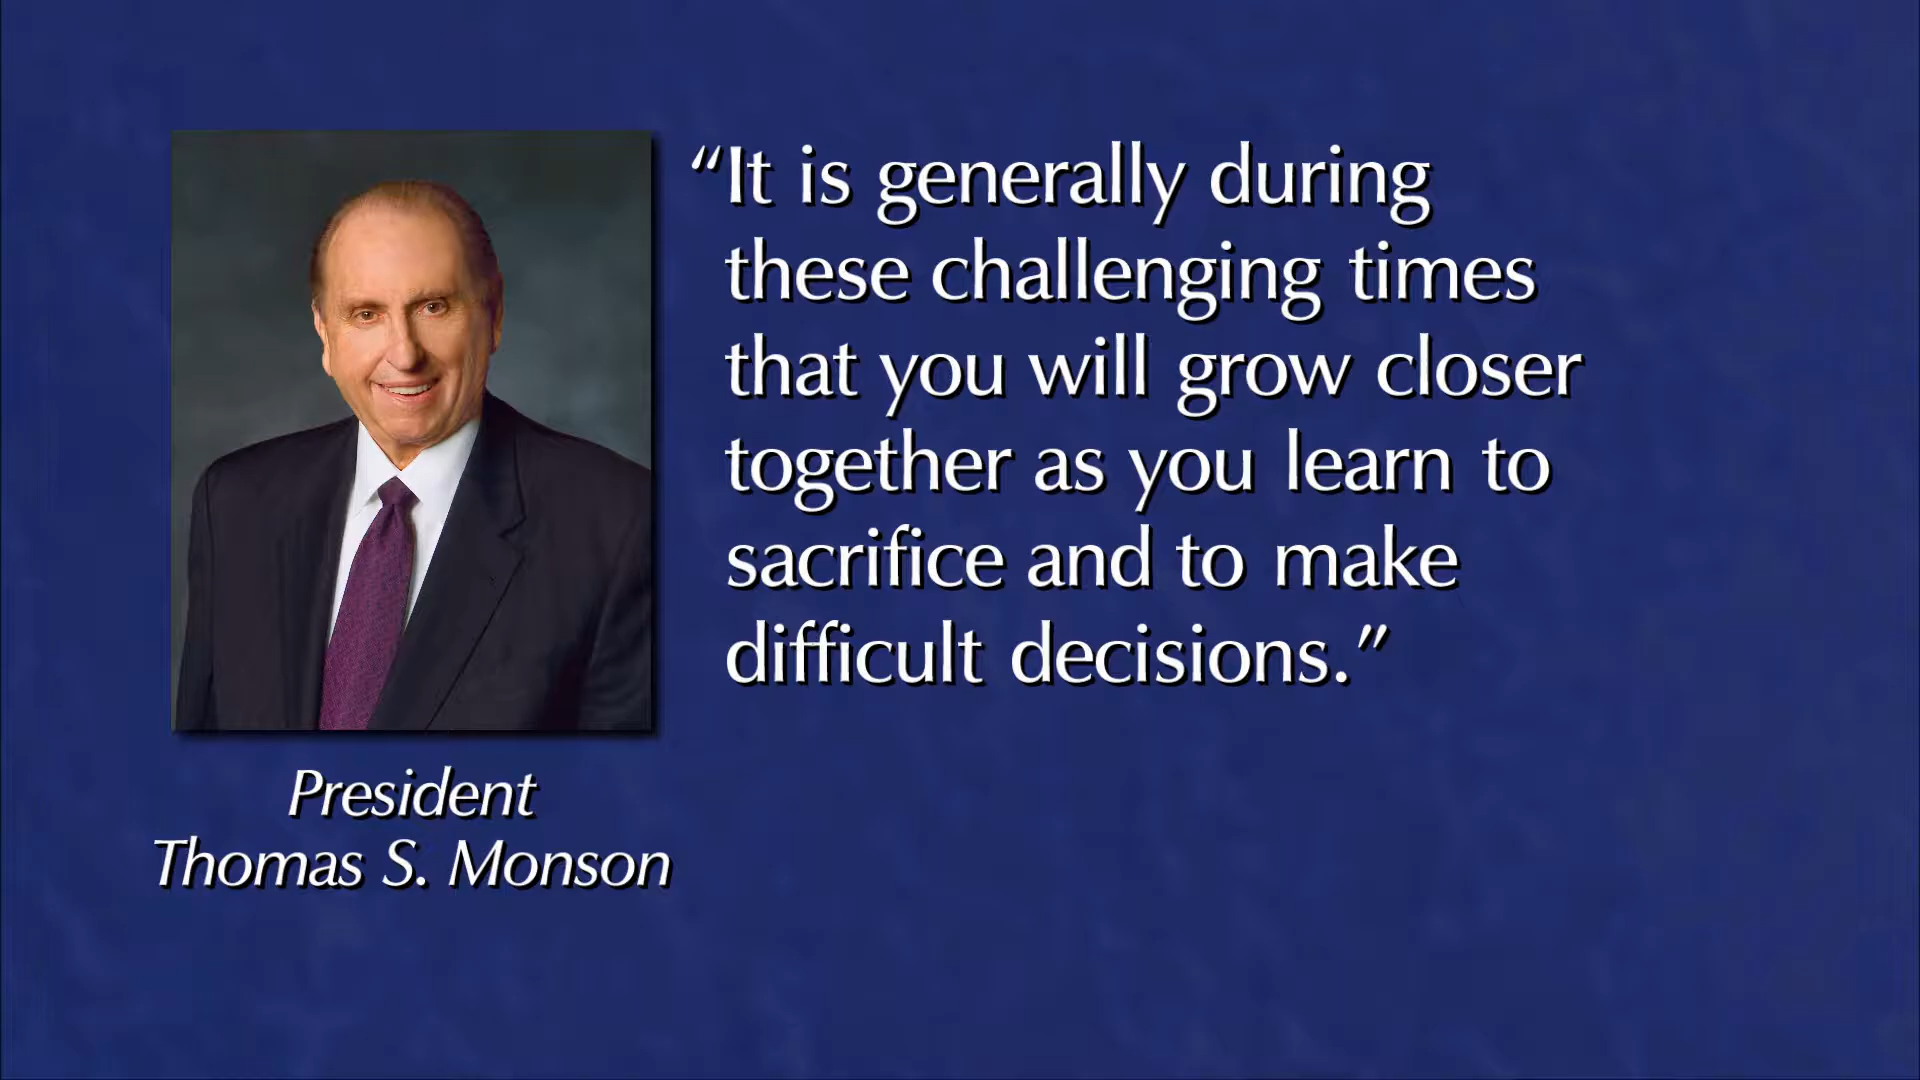 “It is generally during
these challenging times
that you will grow closer
together as you learn to
sacrifice and to make
difficult decisions.”
President
Thomas S. Monson